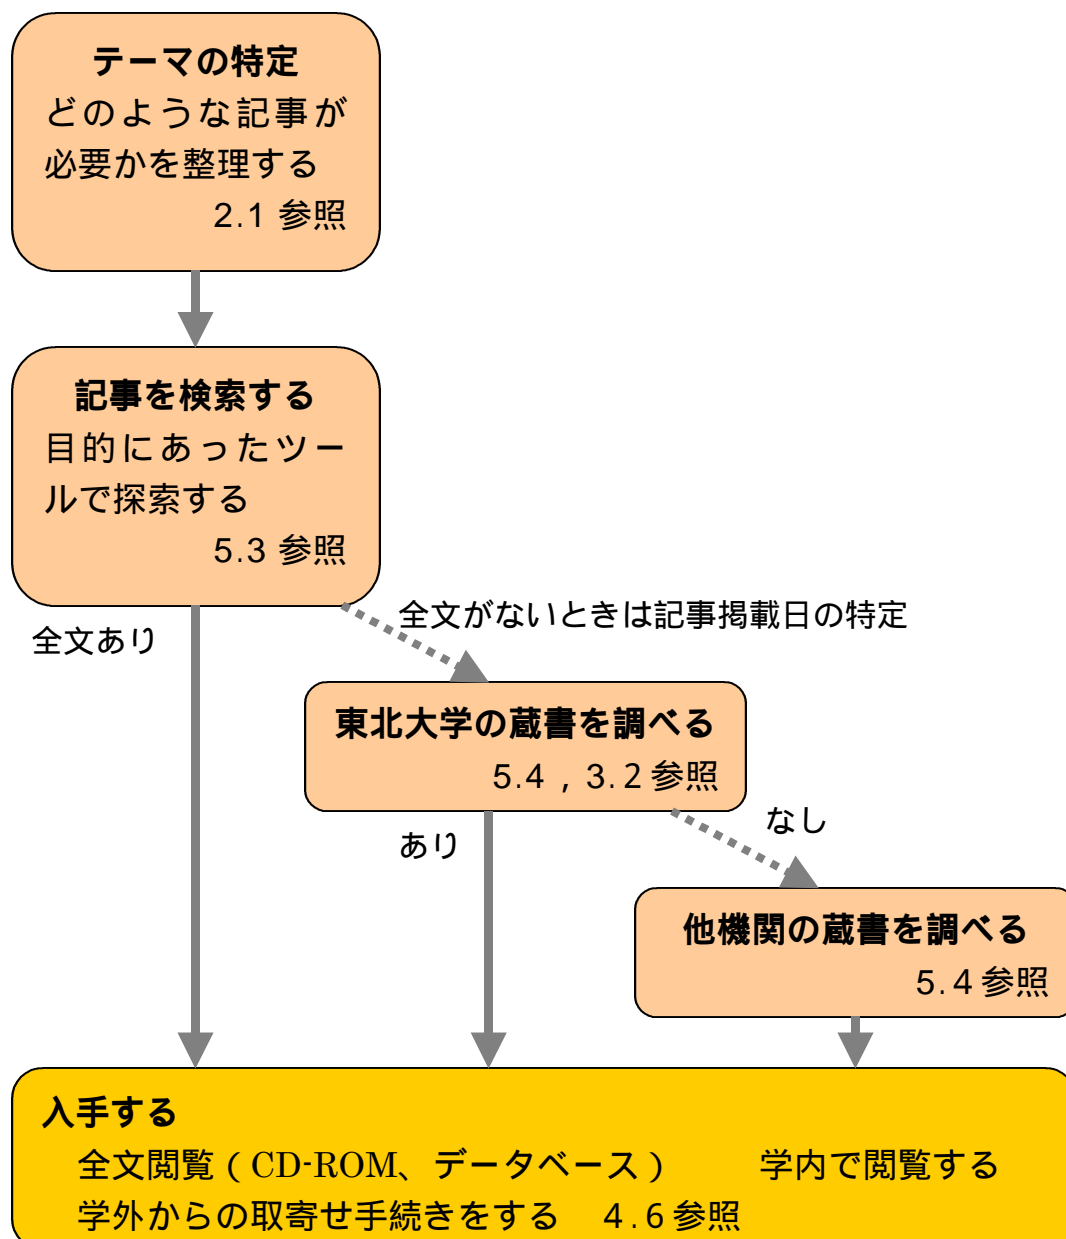 テーマの特定
どのような記事が
必要かを整理する
2.1 参照
記事を検索する
目的にあったツー
ルで探索する
5.3 参照
全文あり
全文がないときは記事掲載日の特定
東北大学の蔵書を調べる
5.4，3.2参照
あり
なし
他機関の蔵書を調べる
5.4参照
入手する
全文閲覧（CD-ROM、データベース）　　学内で閲覧する
学外からの取寄せ手続きをする　4.6参照